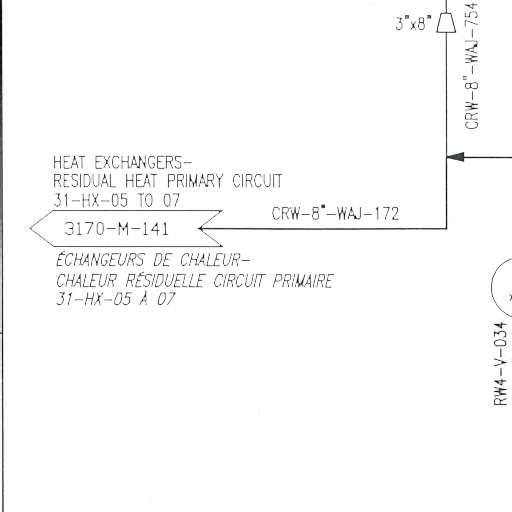 3"x8"
CRW-8"-WAJ-754
HEAT EXCHANGERS-
RESIDUAL HEAT PRIMARY CIRCUIT
31-HX-05 TO 07
CRW-8"-WAJ-172
3170-M-141
ÉCHANGEURS DE CHALEUR-
CHALEUR RÉSIDUELLE CIRCUIT PRIMAIRE
31-HX-05 À 07
RW4-V-034